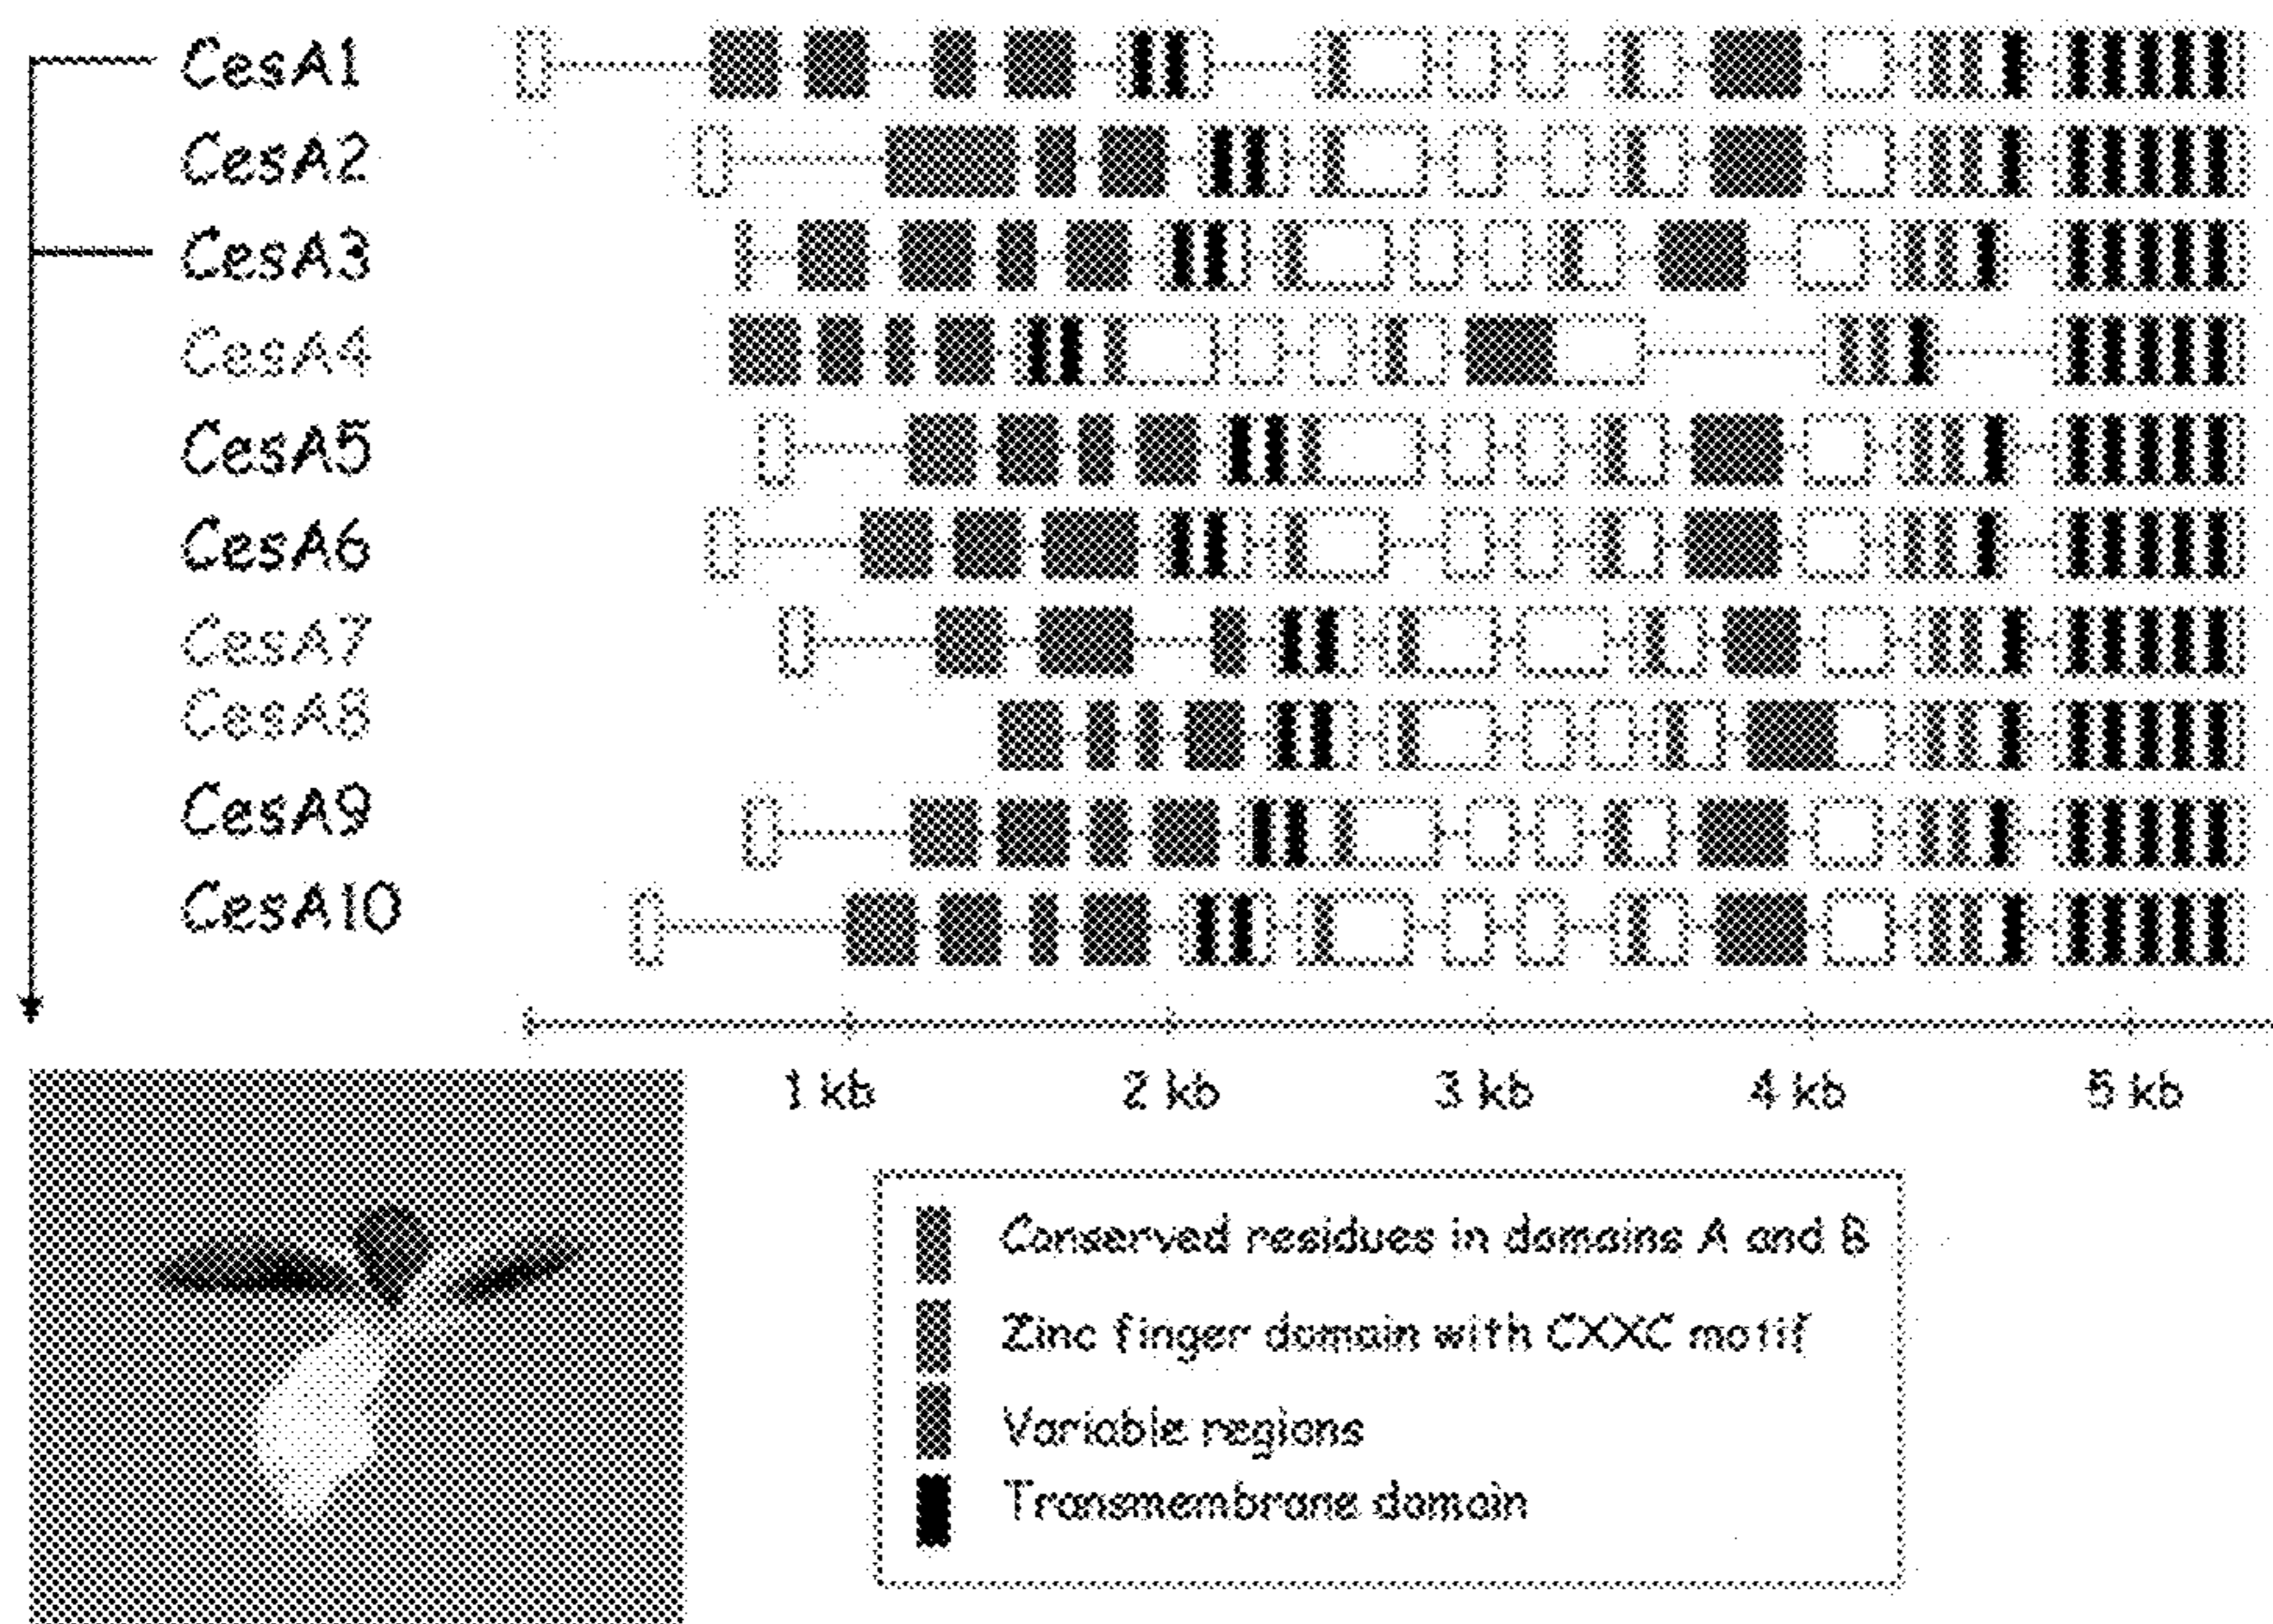 CesA1
CesA2
CesA3
CesA4
CesA5
CesA6
CesA7
CesA8
CesA9
CesA10
1 kb 2 kb 3 kb 4 kb 5 kb
Conserved residues in domains A and B
Zinc finger domain with CXXC motif
Variable regions
Transmembrane domain